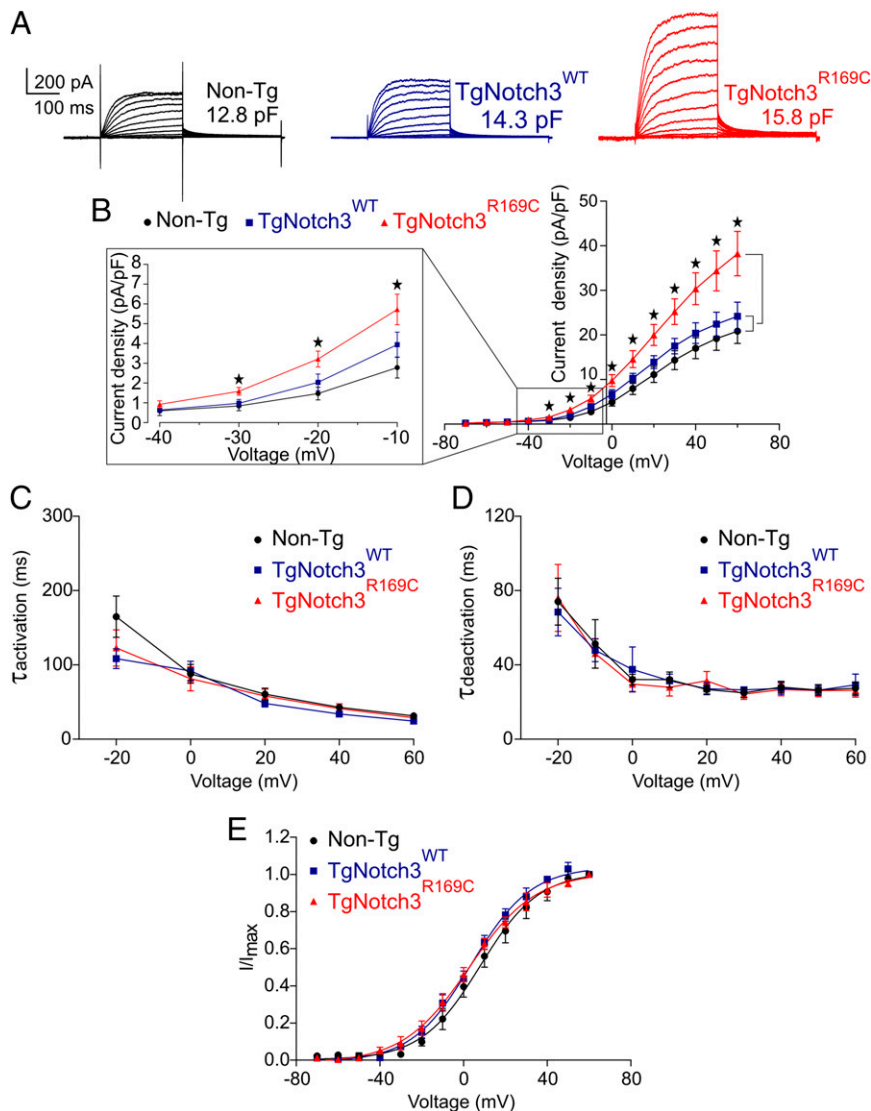 A
200 pA
100 ms
Non-Tg
12.8 pF
TgNotch3WT
14.3 pF
TgNotch3R169C
15.8 pF
B
Non-Tg TgNotch3WT TgNotch3R169C
Current density (pA/pF)
8
7
6
5
4
3
2
1
0
-40 -30 -20 -10
Voltage (mV)
Current density (pA/pF)
50
40
30
20
10
-80 -40 0 40 80
Voltage (mV)
C
τactivation (ms)
300
200
100
0
Non-Tg
TgNotch3WT
TgNotch3R169C
-20 0 20 40 60
Voltage (mV)
D
τdeactivation (ms)
120
80
40
0
Non-Tg
TgNotch3WT
TgNotch3R169C
-20 0 20 40 60
Voltage (mV)
E
I/Imax
1.2
1.0
0.8
0.6
0.4
0.2
0.0
Non-Tg
TgNotch3WT
TgNotch3R169C
-80 -40 0 40 80
Voltage (mV)